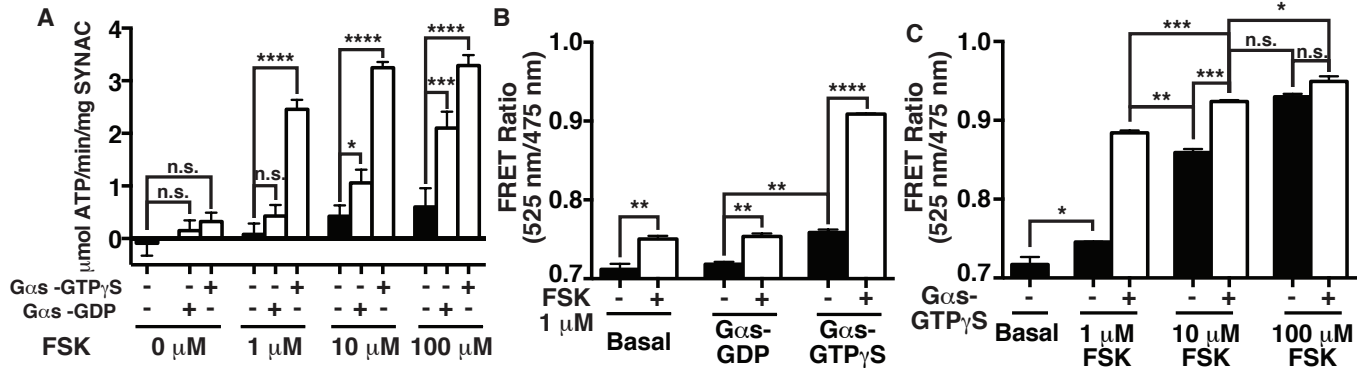 A
μmol ATP/min/mg SYNAC
4
3
2
1
0
n.s.
n.s.
n.s.
****
*
****
***
****
Gαs -GTPγS - - + - - + - - + - - +
Gαs -GDP - + - - + - - + - - + -
FSK 0 μM 1 μM 10 μM 100 μM
B
FRET Ratio
(525 nm/475 nm)
1.0
0.9
0.8
0.7
**
**
**
****
FSK - + - + - +
1 μM
Basal Gαs- Gαs-
GDP GTPγS
C
FRET Ratio
(525 nm/475 nm)
1.0
0.9
0.8
0.7
*
***
**
***
*
n.s.
n.s.
Gαs- - + - + - +
GTPγS
Basal 1 μM 10 μM 100 μM
FSK FSK FSK